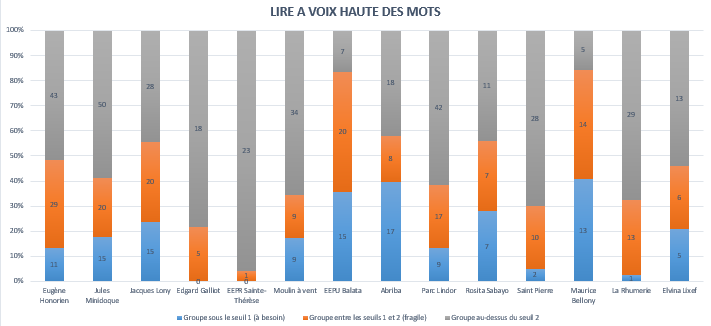 LIRE A VOIX HAUTE DES MOTS
100%
90%
80%
70%
60%
50%
40%
30%
20%
10%
0%
43
29
11
50
20
15
28
20
15
18
5
0
23
1
0
34
9
9
7
20
15
18
8
17
42
17
9
11
7
7
28
10
2
5
14
13
29
13
1
13
6
5
Eugène
Honorien
Jules
Minidoque
Jacques Lony
Edgard Galliot
EEPR Sainte-
Thérèse
Moulin à vent
EEPU Balata
Abriba
Parc Lindor
Rosita Sabayo
Saint Pierre
Maurice
Bellony
La Rhumerie
Elvina Lixef
Groupe sous le seuil 1 (à besoin)
Groupe entre les seuils 1 et 2 (fragile)
Groupe au-dessus du seuil 2